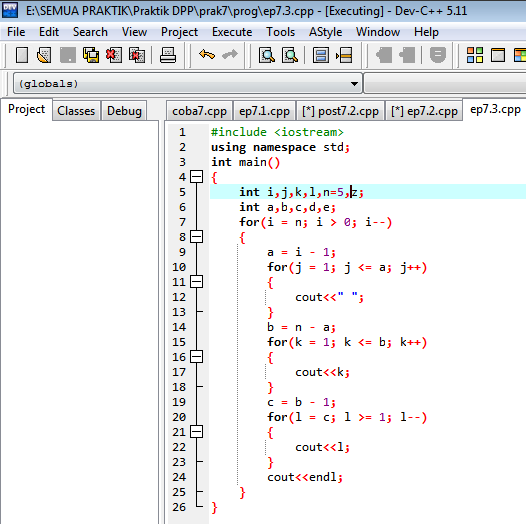 E:\SEMUA PRAKTIK\Praktik DPP\prak7\prog\ep7.3.cpp - [Executing] - Dev-C++ 5.11
File Edit Search View Project Execute Tools AStyle Window Help
(globals)
Project Classes Debug
coba7.cpp ep7.1.cpp [*] post7.2.cpp [*] ep7.2.cpp ep7.3.cpp
1 #include <iostream>
2 using namespace std;
3 int main()
4 {
5 int i,j,k,l,n=5,z;
6 int a,b,c,d,e;
7 for(i = n; i > 0; i--)
8 {
9 a = i - 1;
10 for(j = 1; j <= a; j++)
11 {
12 cout<<" ";
13 }
14 b = n - a;
15 for(k = 1; k <= b; k++)
16 {
17 cout<<k;
18 }
19 c = b - 1;
20 for(l = c; l >= 1; l--)
21 {
22 cout<<l;
23 }
24 cout<<endl;
25 }
26 }